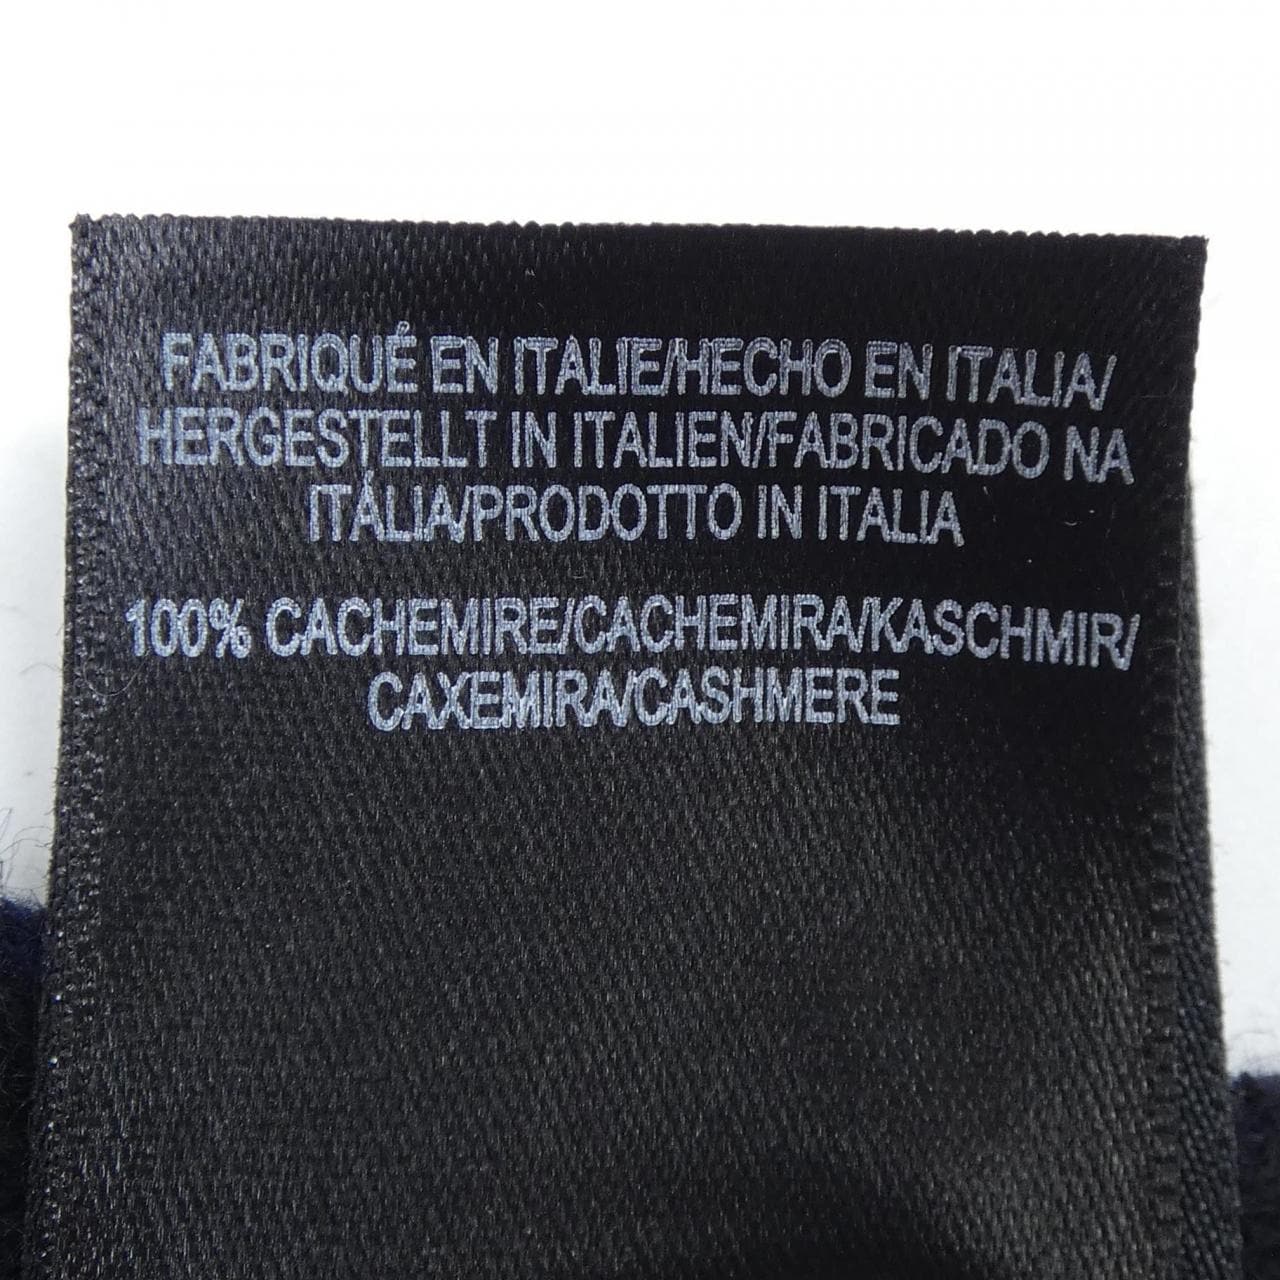 FABRIQUÉ EN ITALIE/HECHO EN ITALIA/
HERGESTELLT IN ITALIEN/FABRICADO NA
ITÁLIA/PRODOTTO IN ITALIA
100% CACHEMIRE/CACHEMIRA/KASCHMIR/
CAXEMIRA/CASHMERE